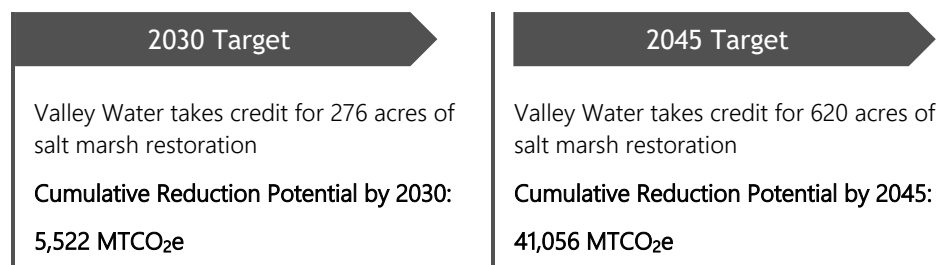 2030 Target
Valley Water takes credit for 276 acres of
salt marsh restoration
Cumulative Reduction Potential by 2030:
5,522 MTCO₂e
2045 Target
Valley Water takes credit for 620 acres of
salt marsh restoration
Cumulative Reduction Potential by 2045:
41,056 MTCO₂e